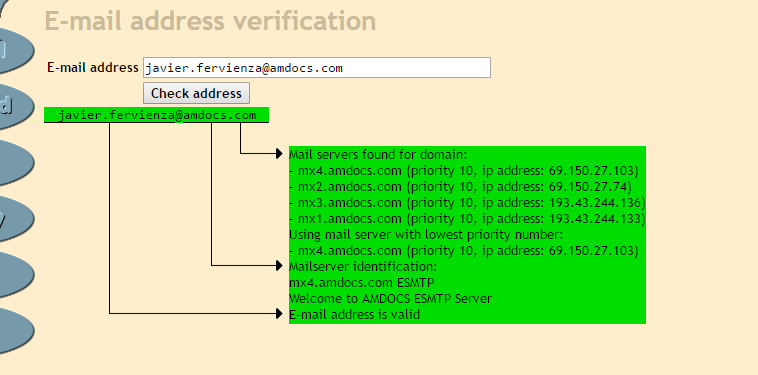 E-mail address verification
E-mail address javier.fervienza@amdocs.com
Check address
javier.fervienza@amdocs.com
Mail servers found for domain:
- mx4.amdocs.com (priority 10, ip address: 69.150.27.103)
- mx2.amdocs.com (priority 10, ip address: 69.150.27.74)
- mx3.amdocs.com (priority 10, ip address: 193.43.244.136)
- mx1.amdocs.com (priority 10, ip address: 193.43.244.133)
Using mail server with lowest priority number:
- mx4.amdocs.com (priority 10, ip address: 69.150.27.103)
Mailserver identification:
mx4.amdocs.com ESMTP
Welcome to AMDOCS ESMTP Server
E-mail address is valid